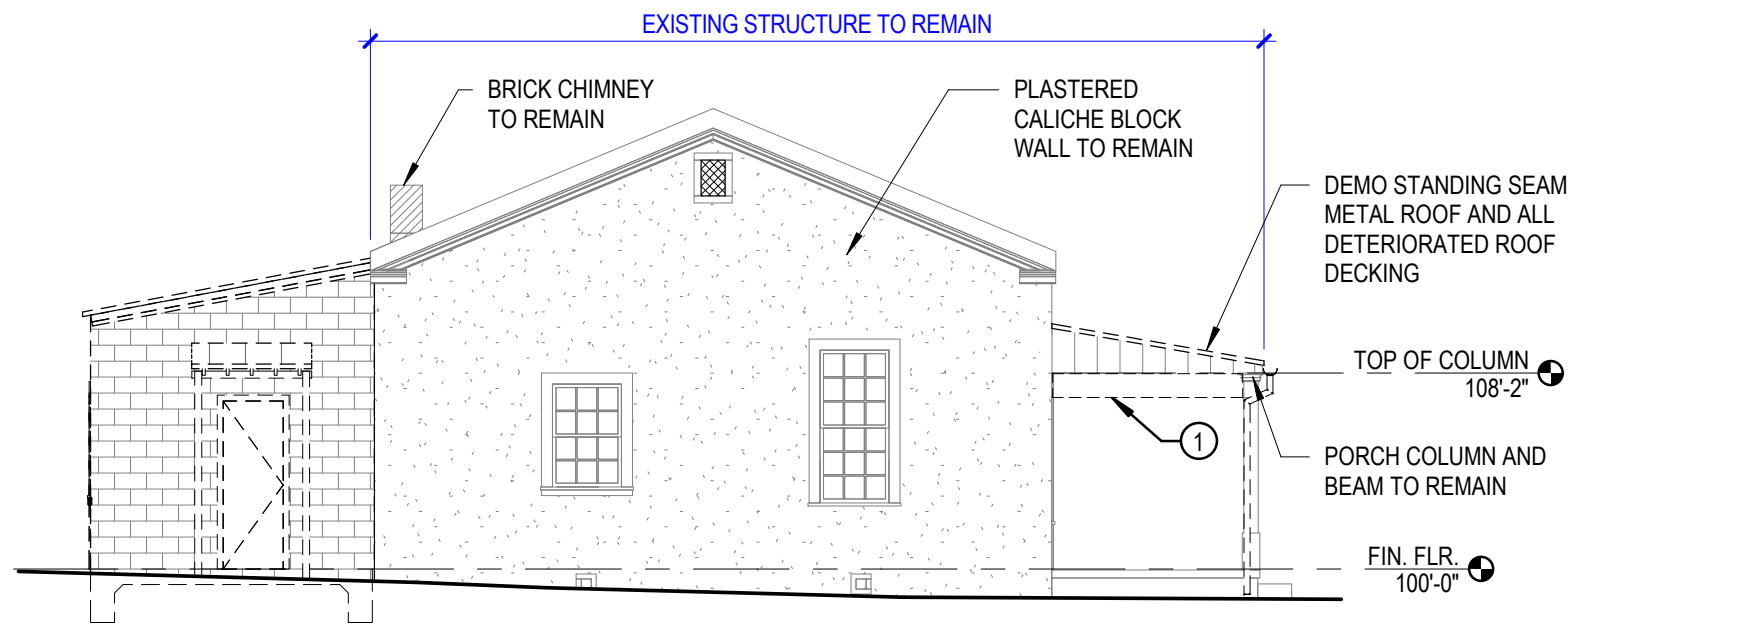 EXISTING STRUCTURE TO REMAIN
BRICK CHIMNEY
TO REMAIN
PLASTERED
CALICHE BLOCK
WALL TO REMAIN
DEMO STANDING SEAM
METAL ROOF AND ALL
DETERIORATED ROOF
DECKING
TOP OF COLUMN
108'-2"
1
PORCH COLUMN AND
BEAM TO REMAIN
FIN. FLR.
100'-0"